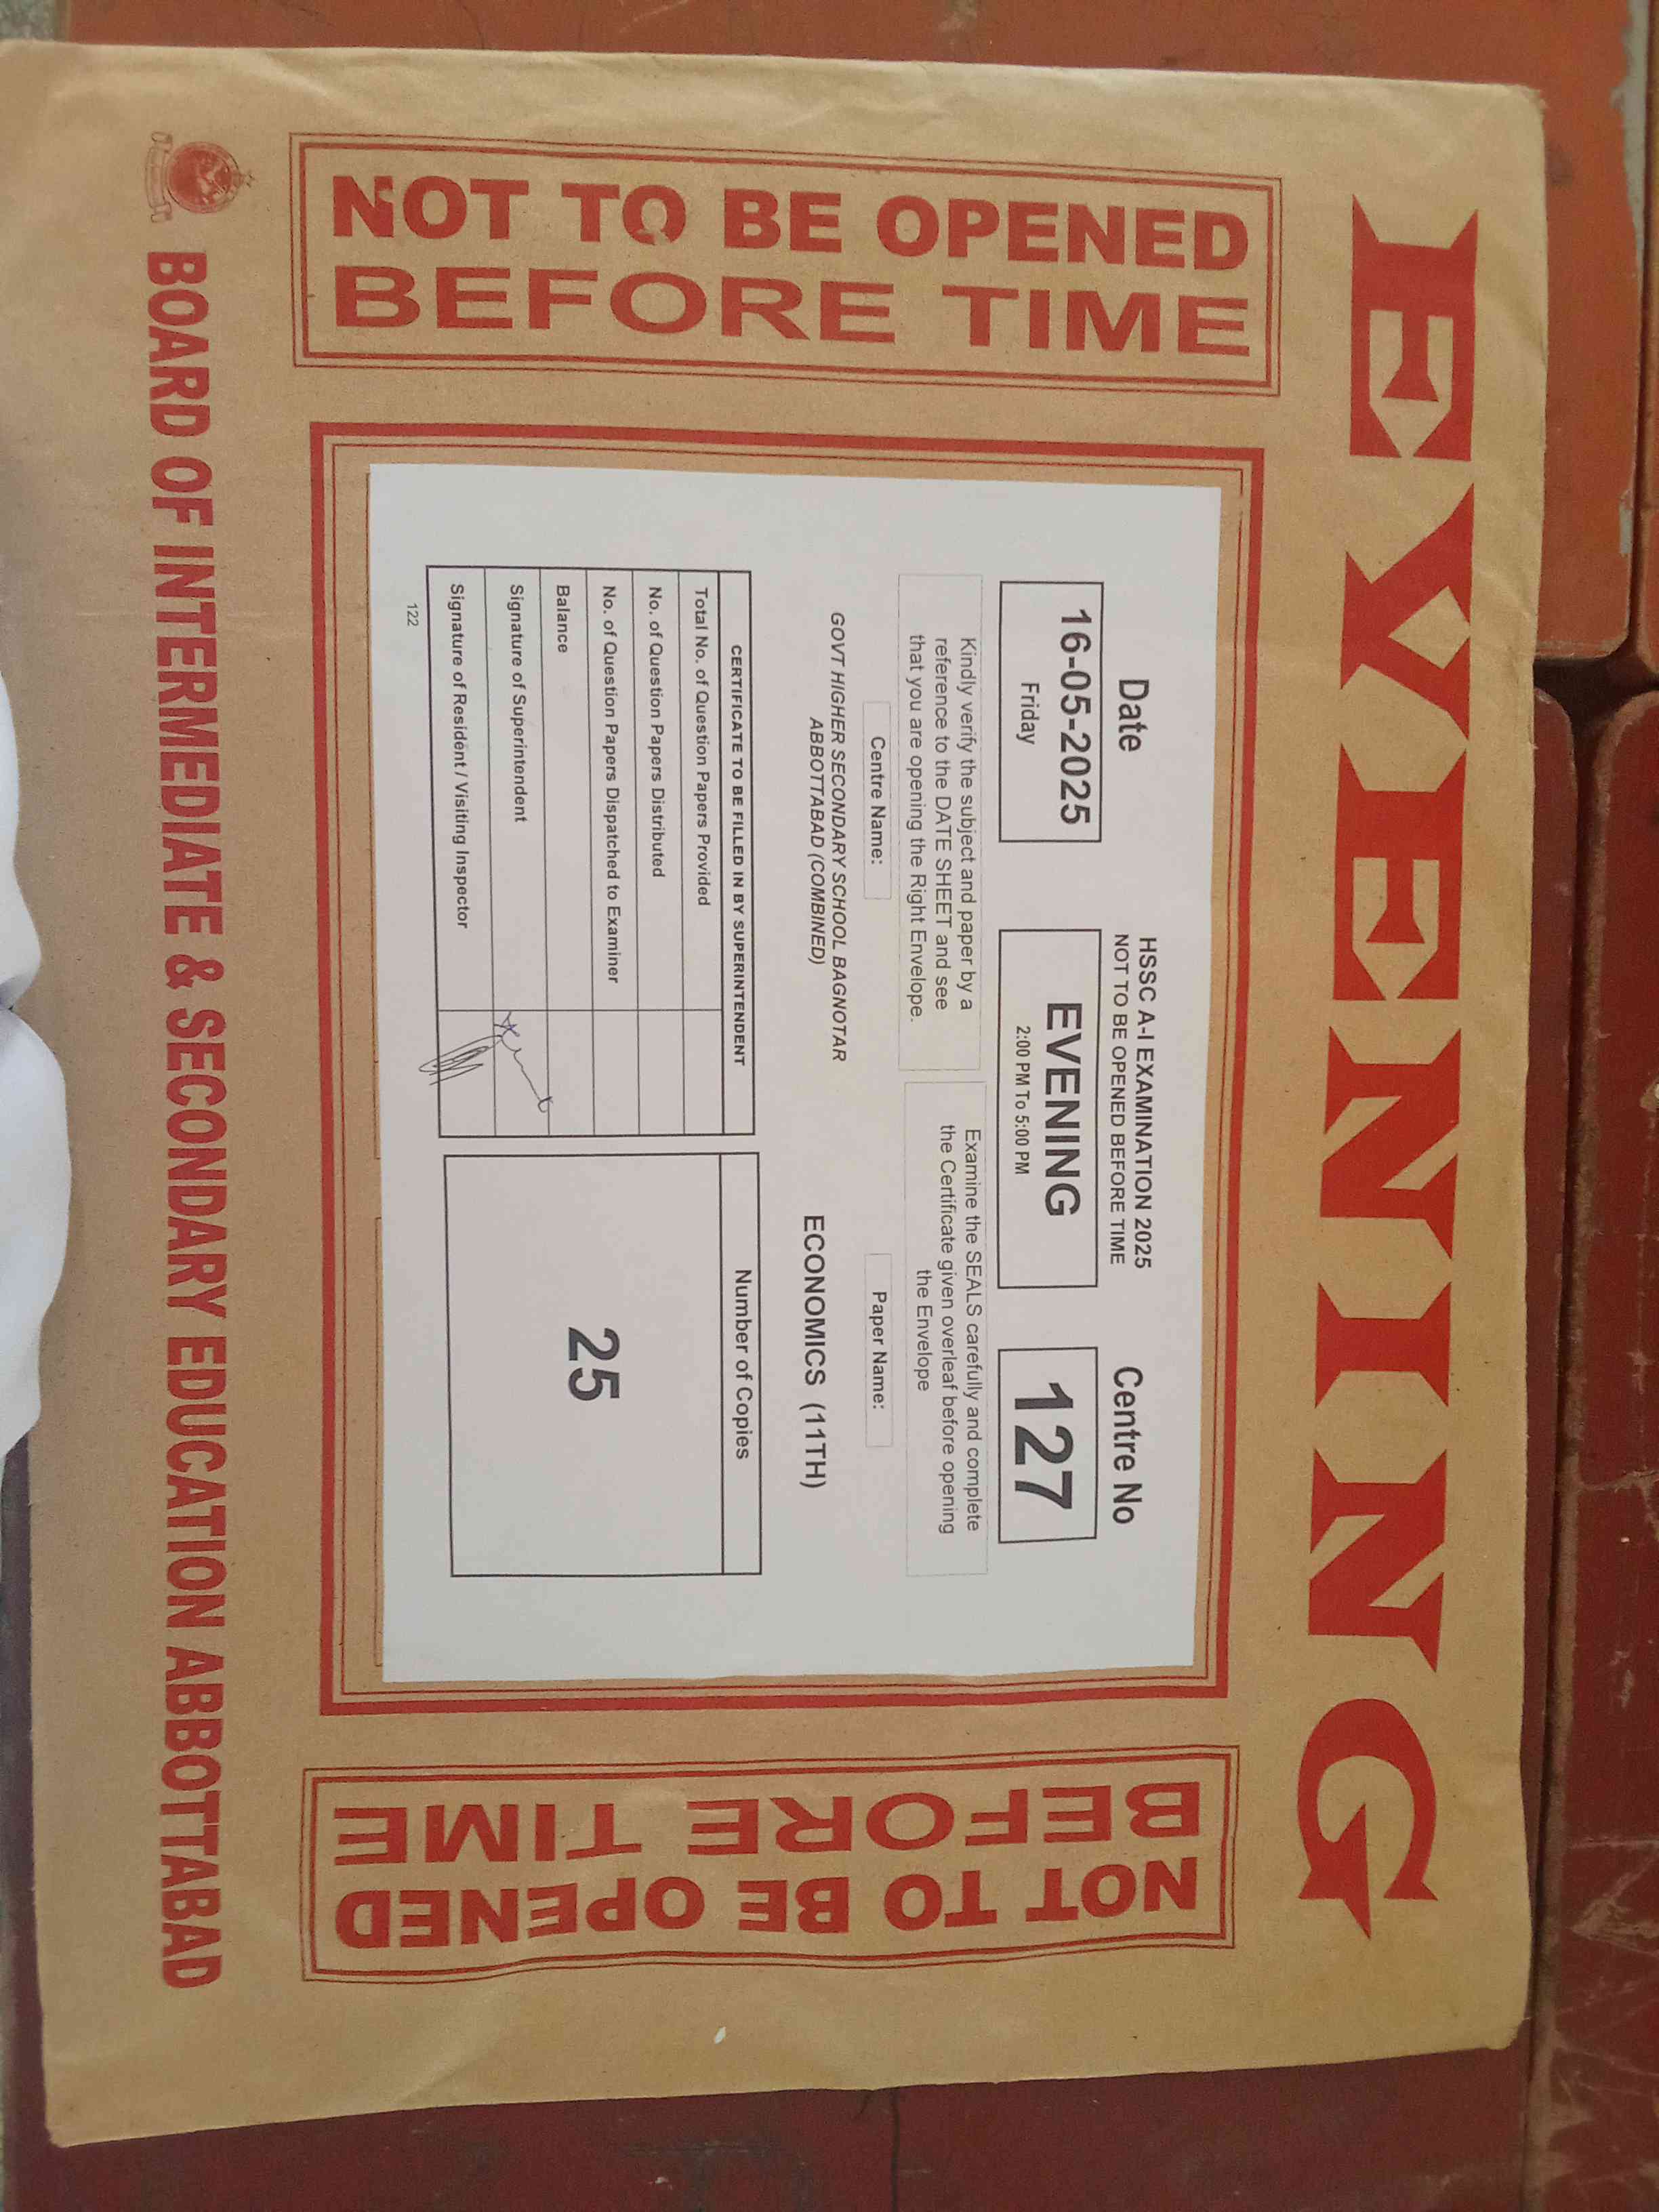 EVENING
NOT TO BE OPENED
BEFORE TIME
Date
16-05-2025
Friday
HSSC A-I EXAMINATION 2025
NOT TO BE OPENED BEFORE TIME
EVENING
2:00 PM To 5:00 PM
Centre No
127
Kindly verify the subject and paper by a
reference to the DATE SHEET and see
that you are opening the Right Envelope.
Examine the SEALS carefully and complete
the Certificate given overleaf before opening
the Envelope
Centre Name:
GOVT HIGHER SECONDARY SCHOOL BAGNOTAR
ABBOTTABAD (COMBINED)
Paper Name:
ECONOMICS (11TH)
CERTIFICATE TO BE FILLED IN BY SUPERINTENDENT
Total No. of Question Papers Provided
No. of Question Papers Distributed
No. of Question Papers Dispatched to Examiner
Balance
Signature of Superintendent
Signature of Resident / Visiting Inspector
122
Number of Copies
25
NOT TO BE OPENED
BEFORE TIME
BOARD OF INTERMEDIATE & SECONDARY EDUCATION ABBOTTABAD